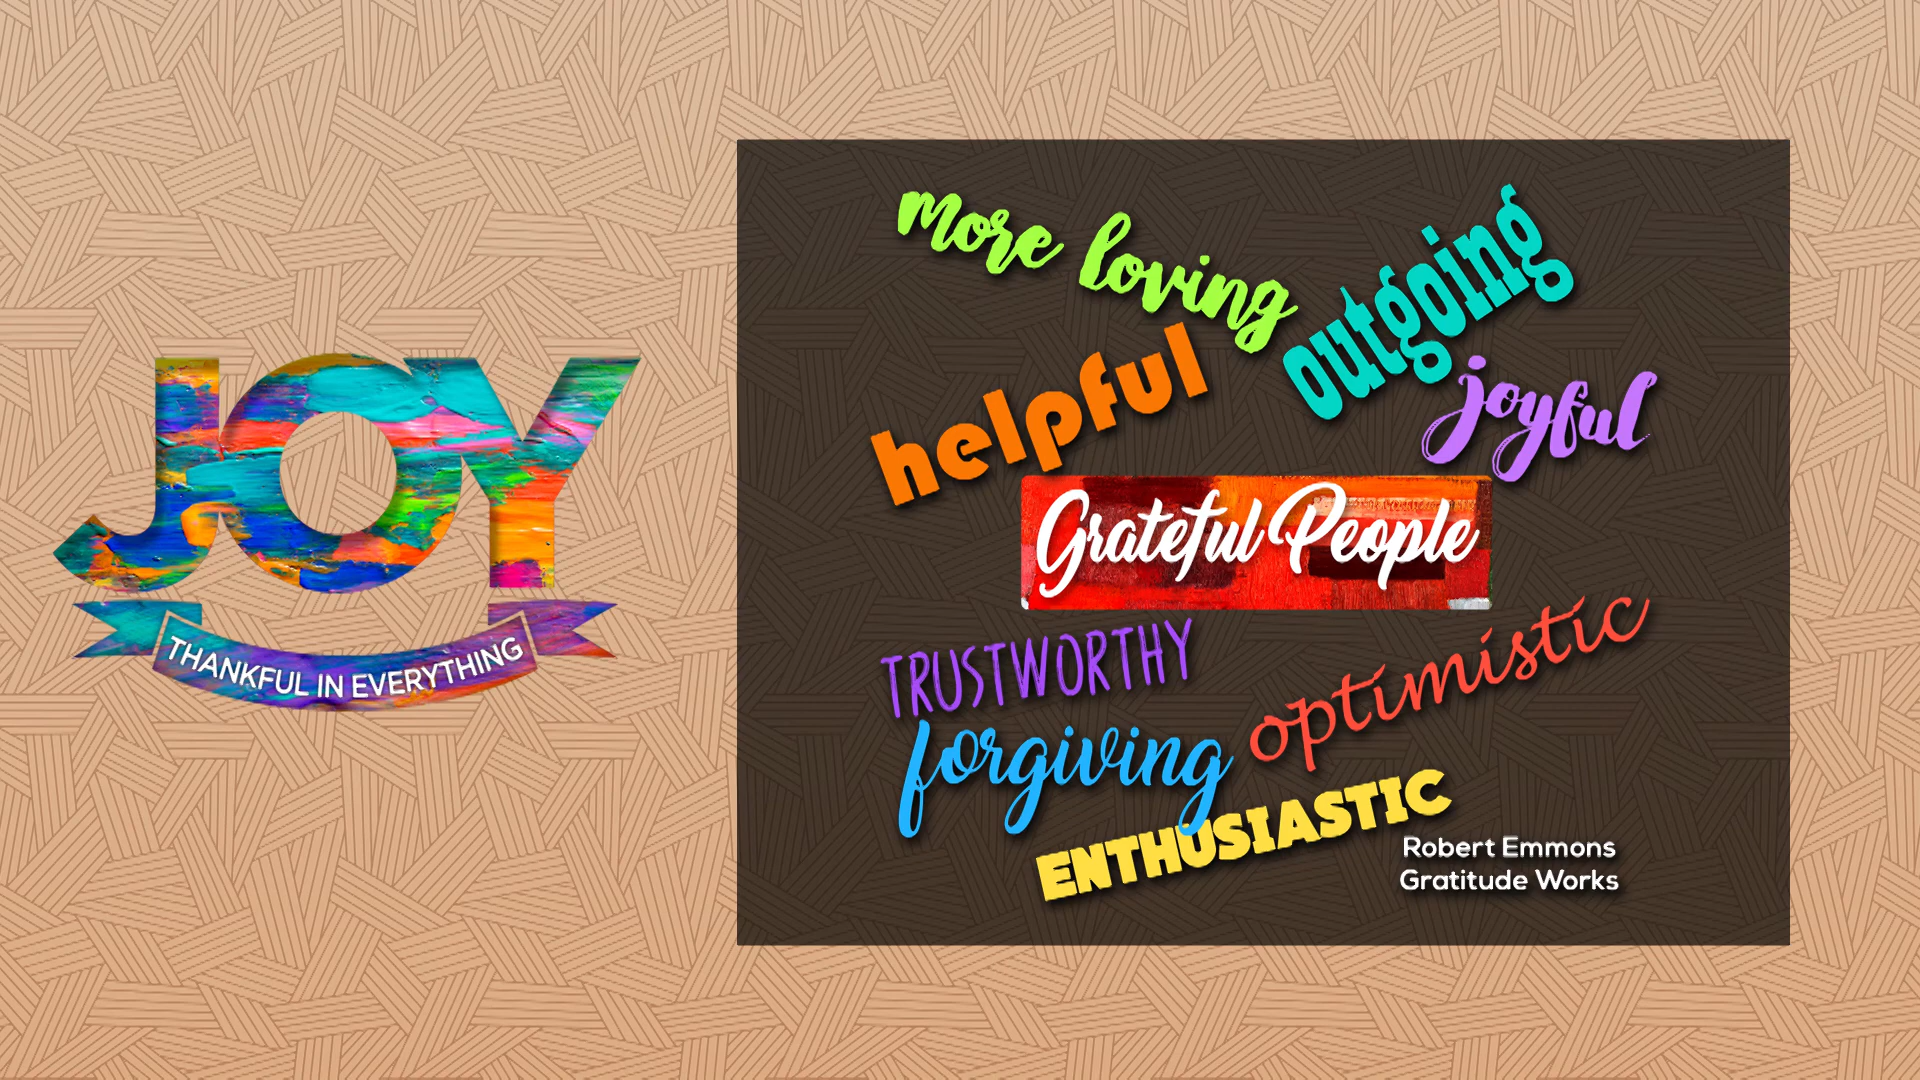 JOY
THANKFUL IN EVERYTHING
more loving
outgoing
helpful
joyful
Grateful People
TRUSTWORTHY
optimistic
forgiving
ENTHUSIASTIC
Robert Emmons
Gratitude Works